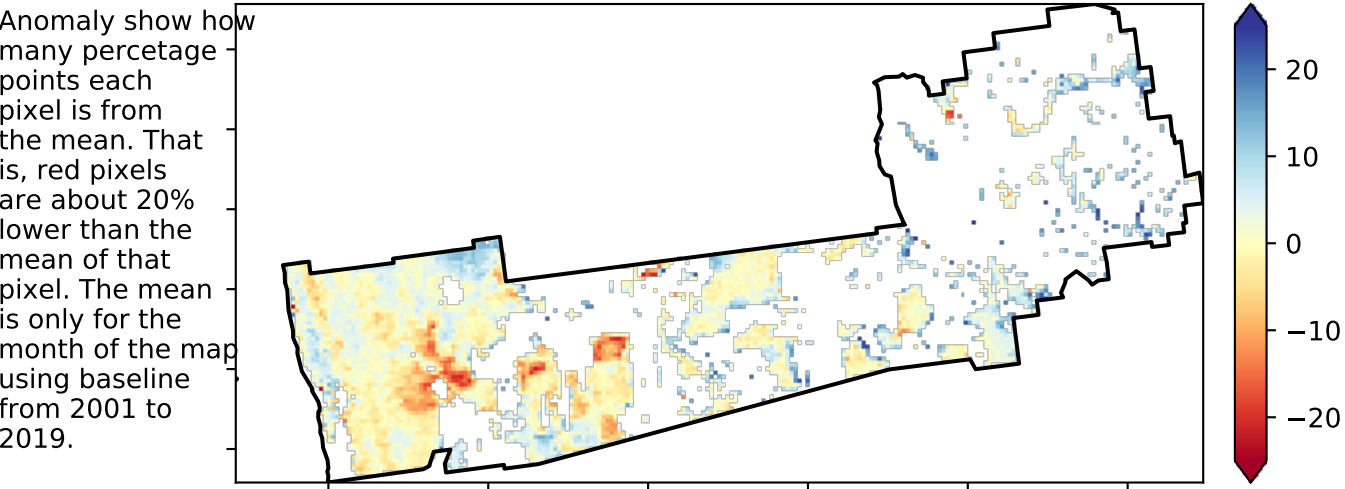 Anomaly show how
many percetage
points each
pixel is from
the mean. That
is, red pixels
are about 20%
lower than the
mean of that
pixel. The mean
is only for the
month of the map
using baseline
from 2001 to
2019.
20
10
0
−10
−20